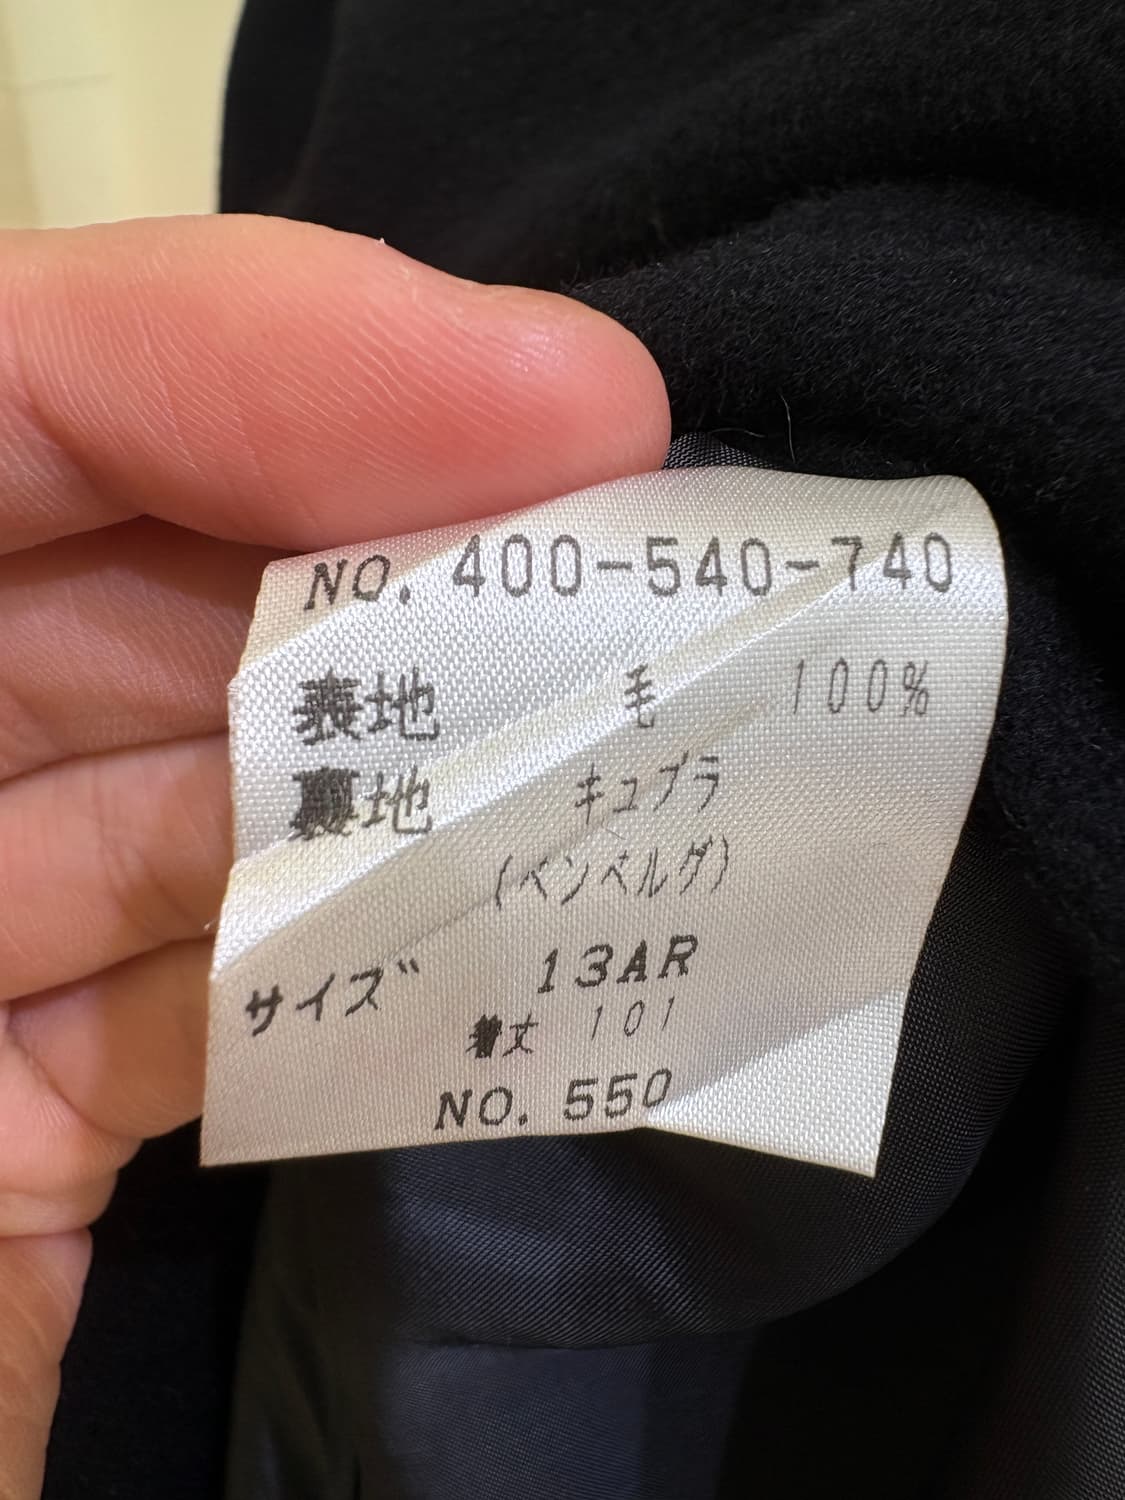 NO. 400-540-740
表地 毛 100%
裏地 キュプラ
(ベンベルグ)
サイズ 13AR
着丈 101
NO. 550